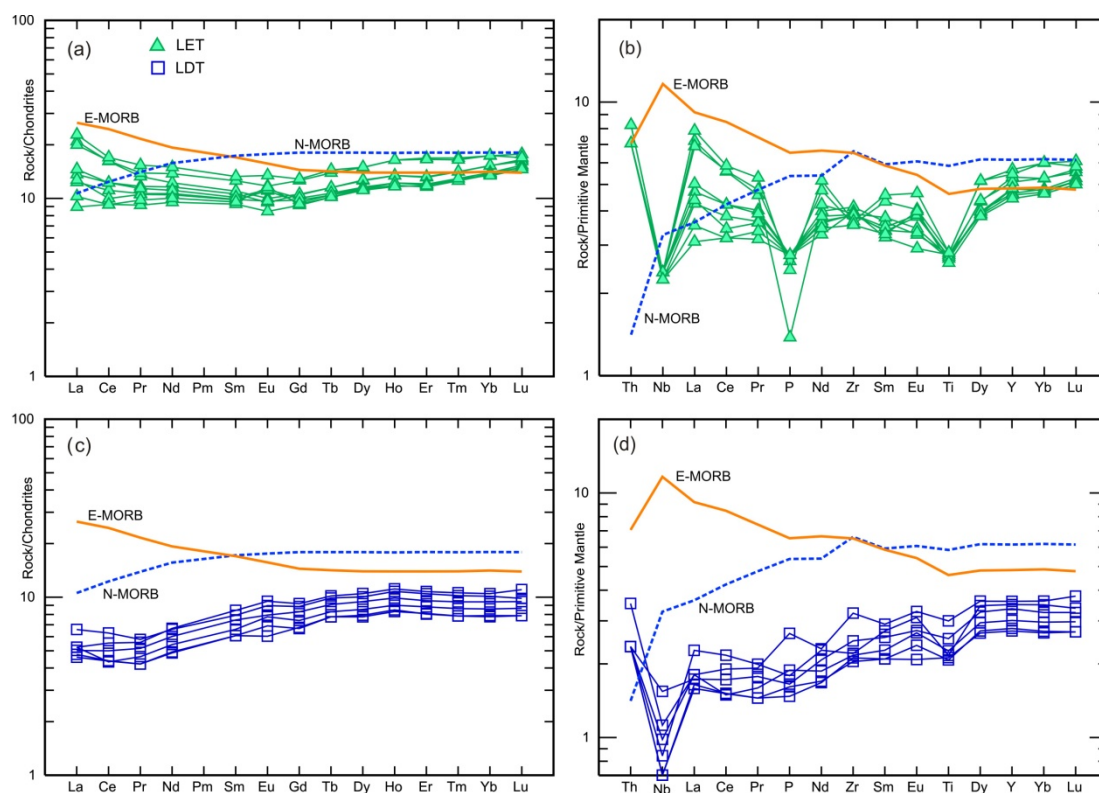 (a)
LET
LDT
E-MORB
N-MORB
Rock/Chondrites
100
10
1
La Ce Pr Nd Pm Sm Eu Gd Tb Dy Ho Er Tm Yb Lu
(b)
E-MORB
N-MORB
Rock/Primitive Mantle
10
1
Th Nb La Ce Pr P Nd Zr Sm Eu Ti Dy Y Yb Lu
(c)
E-MORB
N-MORB
Rock/Chondrites
100
10
1
La Ce Pr Nd Pm Sm Eu Gd Tb Dy Ho Er Tm Yb Lu
(d)
E-MORB
N-MORB
Rock/Primitive Mantle
10
1
Th Nb La Ce Pr P Nd Zr Sm Eu Ti Dy Y Yb Lu